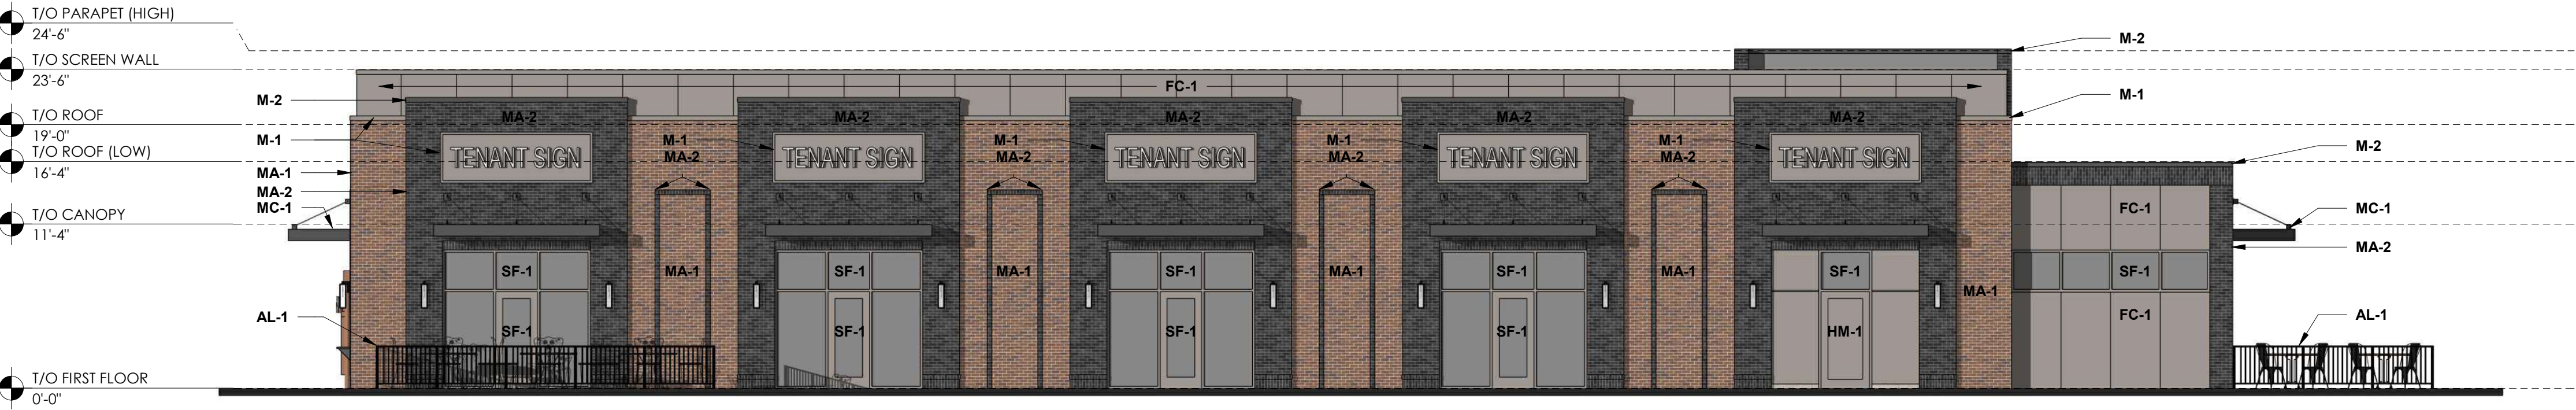 T/O PARAPET (HIGH)
24'-6"
T/O SCREEN WALL
23'-6"
T/O ROOF
19'-0"
T/O ROOF (LOW)
16'-4"
T/O CANOPY
11'-4"
T/O FIRST FLOOR
0'-0"
M-2
M-1
MA-1
MA-2
MC-1
AL-1
FC-1
MA-2 MA-2 MA-2 MA-2 MA-2
M-1 M-1 M-1 M-1
TENANT SIGN TENANT SIGN TENANT SIGN TENANT SIGN TENANT SIGN
MA-2 MA-2 MA-2 MA-2
SF-1 MA-1 SF-1 MA-1 SF-1 MA-1 SF-1 MA-1 SF-1
MA-1
SF-1 SF-1 SF-1 SF-1 HM-1
FC-1
SF-1
FC-1
M-2
M-1
M-2
MC-1
MA-2
AL-1